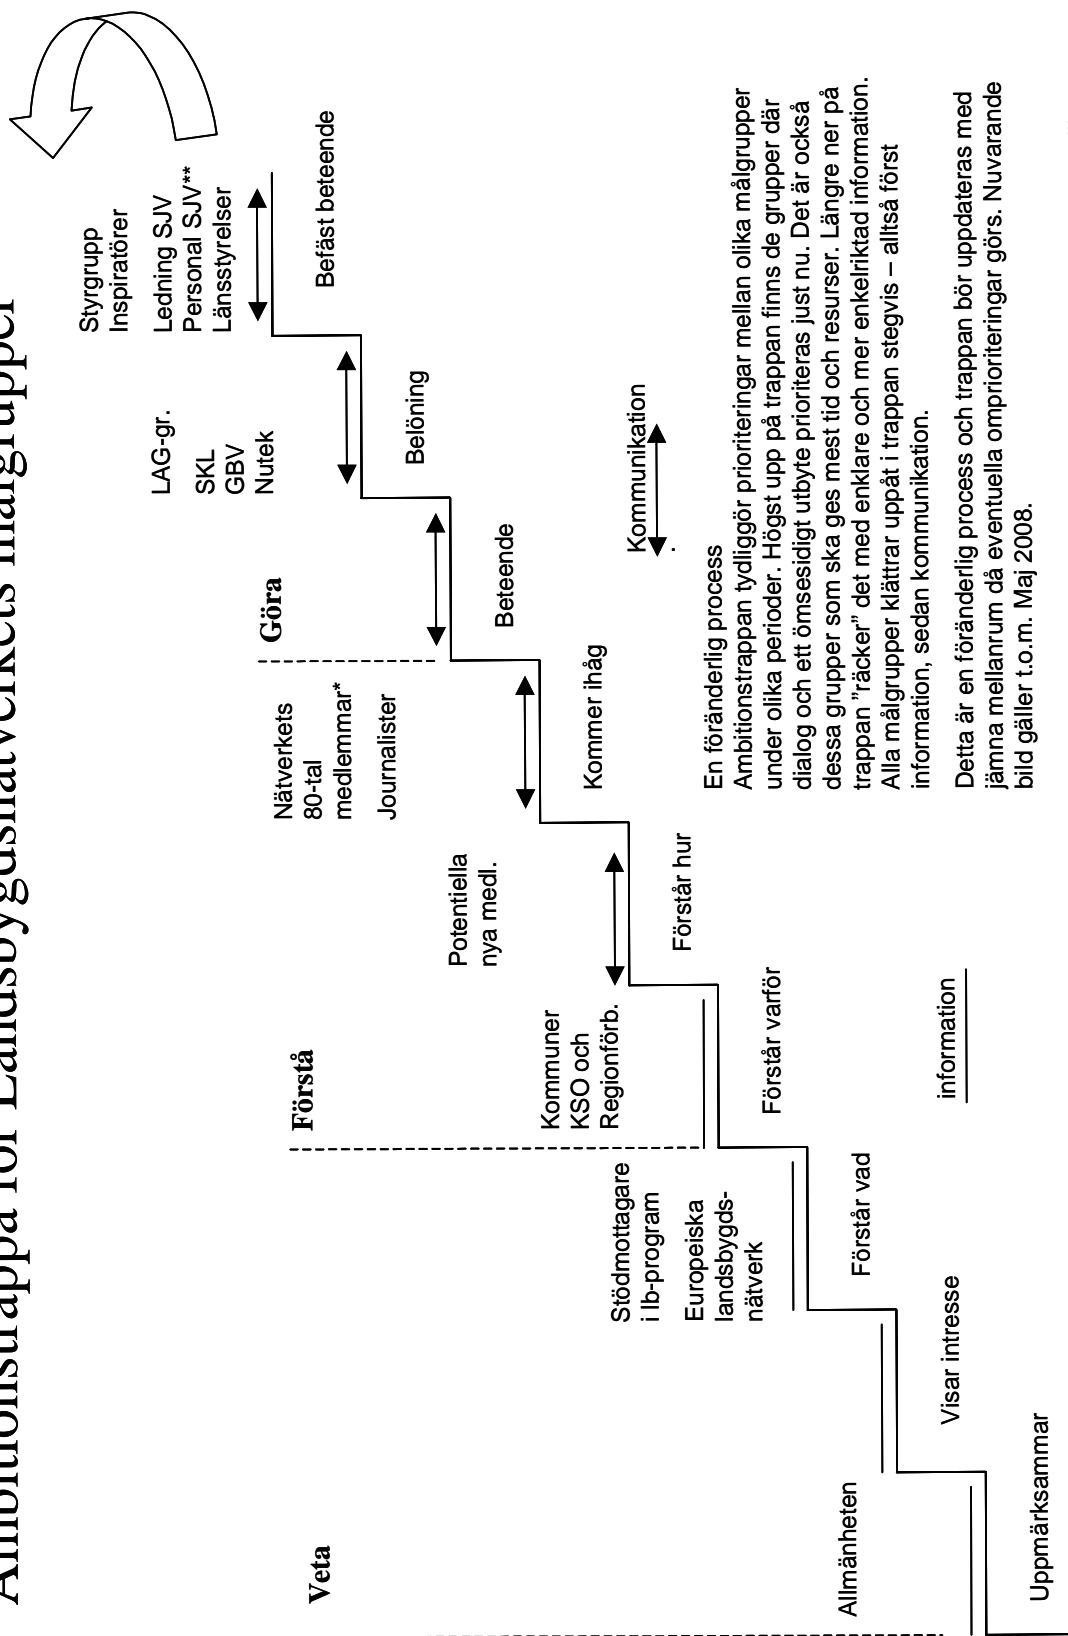 Ambitionstrappa för Landsbygdsnätverkets målgrupper
Veta
Förstå
Göra
Allmänheten
Stödmottagare
i lb-program
Europeiska
landsbygds-
nätverk
Kommuner
KSO och
Regionförb.
Potentiella
nya medl.
Nätverkets
80-tal
medlemmar*
Journalister
LAG-gr.
SKL
GBV
Nutek
Styrgrupp
Inspiratörer
Ledning SJV
Personal SJV**
Länsstyrelser
Uppmärksammar
Visar intresse
Förstår vad
Förstår varför
Förstår hur
Kommer ihåg
Beteende
Belöning
Befäst beteende
information
Kommunikation
.
En föränderlig process
Ambitionstrappan tydliggör prioriteringar mellan olika målgrupper
under olika perioder. Högst upp på trappan finns de grupper där
dialog och ett ömsesidigt utbyte prioriteras just nu. Det är också
dessa grupper som ska ges mest tid och resurser. Längre ner på
trappan ”räcker” det med enklare och mer enkelriktad information.
Alla målgrupper klättrar uppåt i trappan stegvis – alltså först
information, sedan kommunikation.
Detta är en föränderlig process och trappan bör uppdateras med
jämna mellanrum då eventuella omprioriteringar görs. Nuvarande
bild gäller t.o.m. Maj 2008.